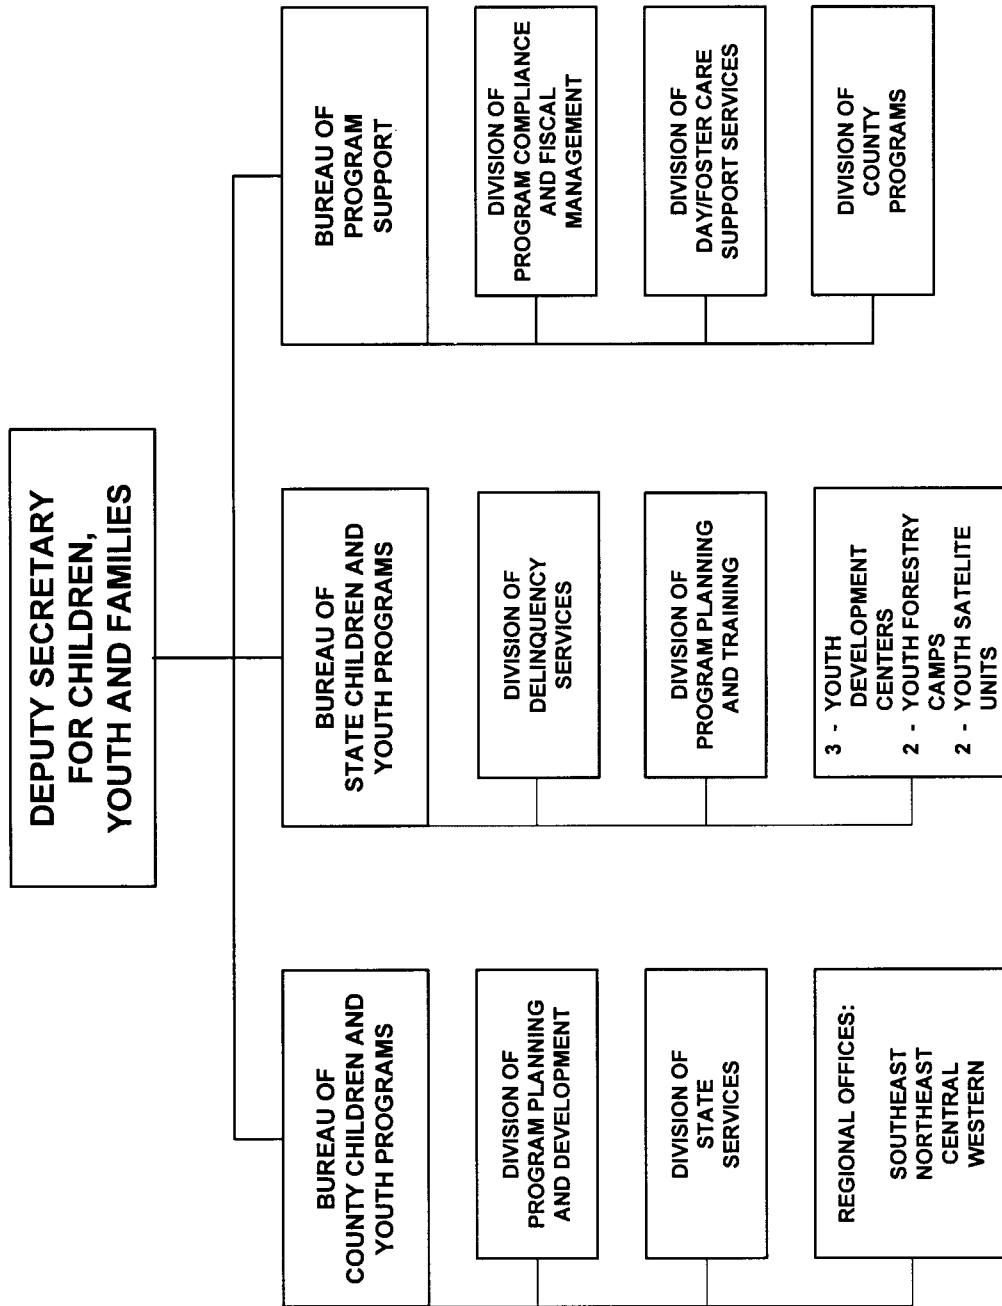 DEPUTY SECRETARY
FOR CHILDREN,
YOUTH AND FAMILIES
BUREAU OF
COUNTY CHILDREN AND
YOUTH PROGRAMS
DIVISION OF
PROGRAM PLANNING
AND DEVELOPMENT
DIVISION OF
STATE
SERVICES
REGIONAL OFFICES:
SOUTHEAST
NORTHEAST
CENTRAL
WESTERN
BUREAU OF
STATE CHILDREN AND
YOUTH PROGRAMS
DIVISION OF
DELINQUENCY
SERVICES
DIVISION OF
PROGRAM PLANNING
AND TRAINING
3 - YOUTH
DEVELOPMENT
CENTERS
2 - YOUTH FORESTRY
CAMPS
2 - YOUTH SATELITE
UNITS
BUREAU OF
PROGRAM
SUPPORT
DIVISION OF
PROGRAM COMPLIANCE
AND FISCAL
MANAGEMENT
DIVISION OF
DAY/FOSTER CARE
SUPPORT SERVICES
DIVISION OF
COUNTY
PROGRAMS